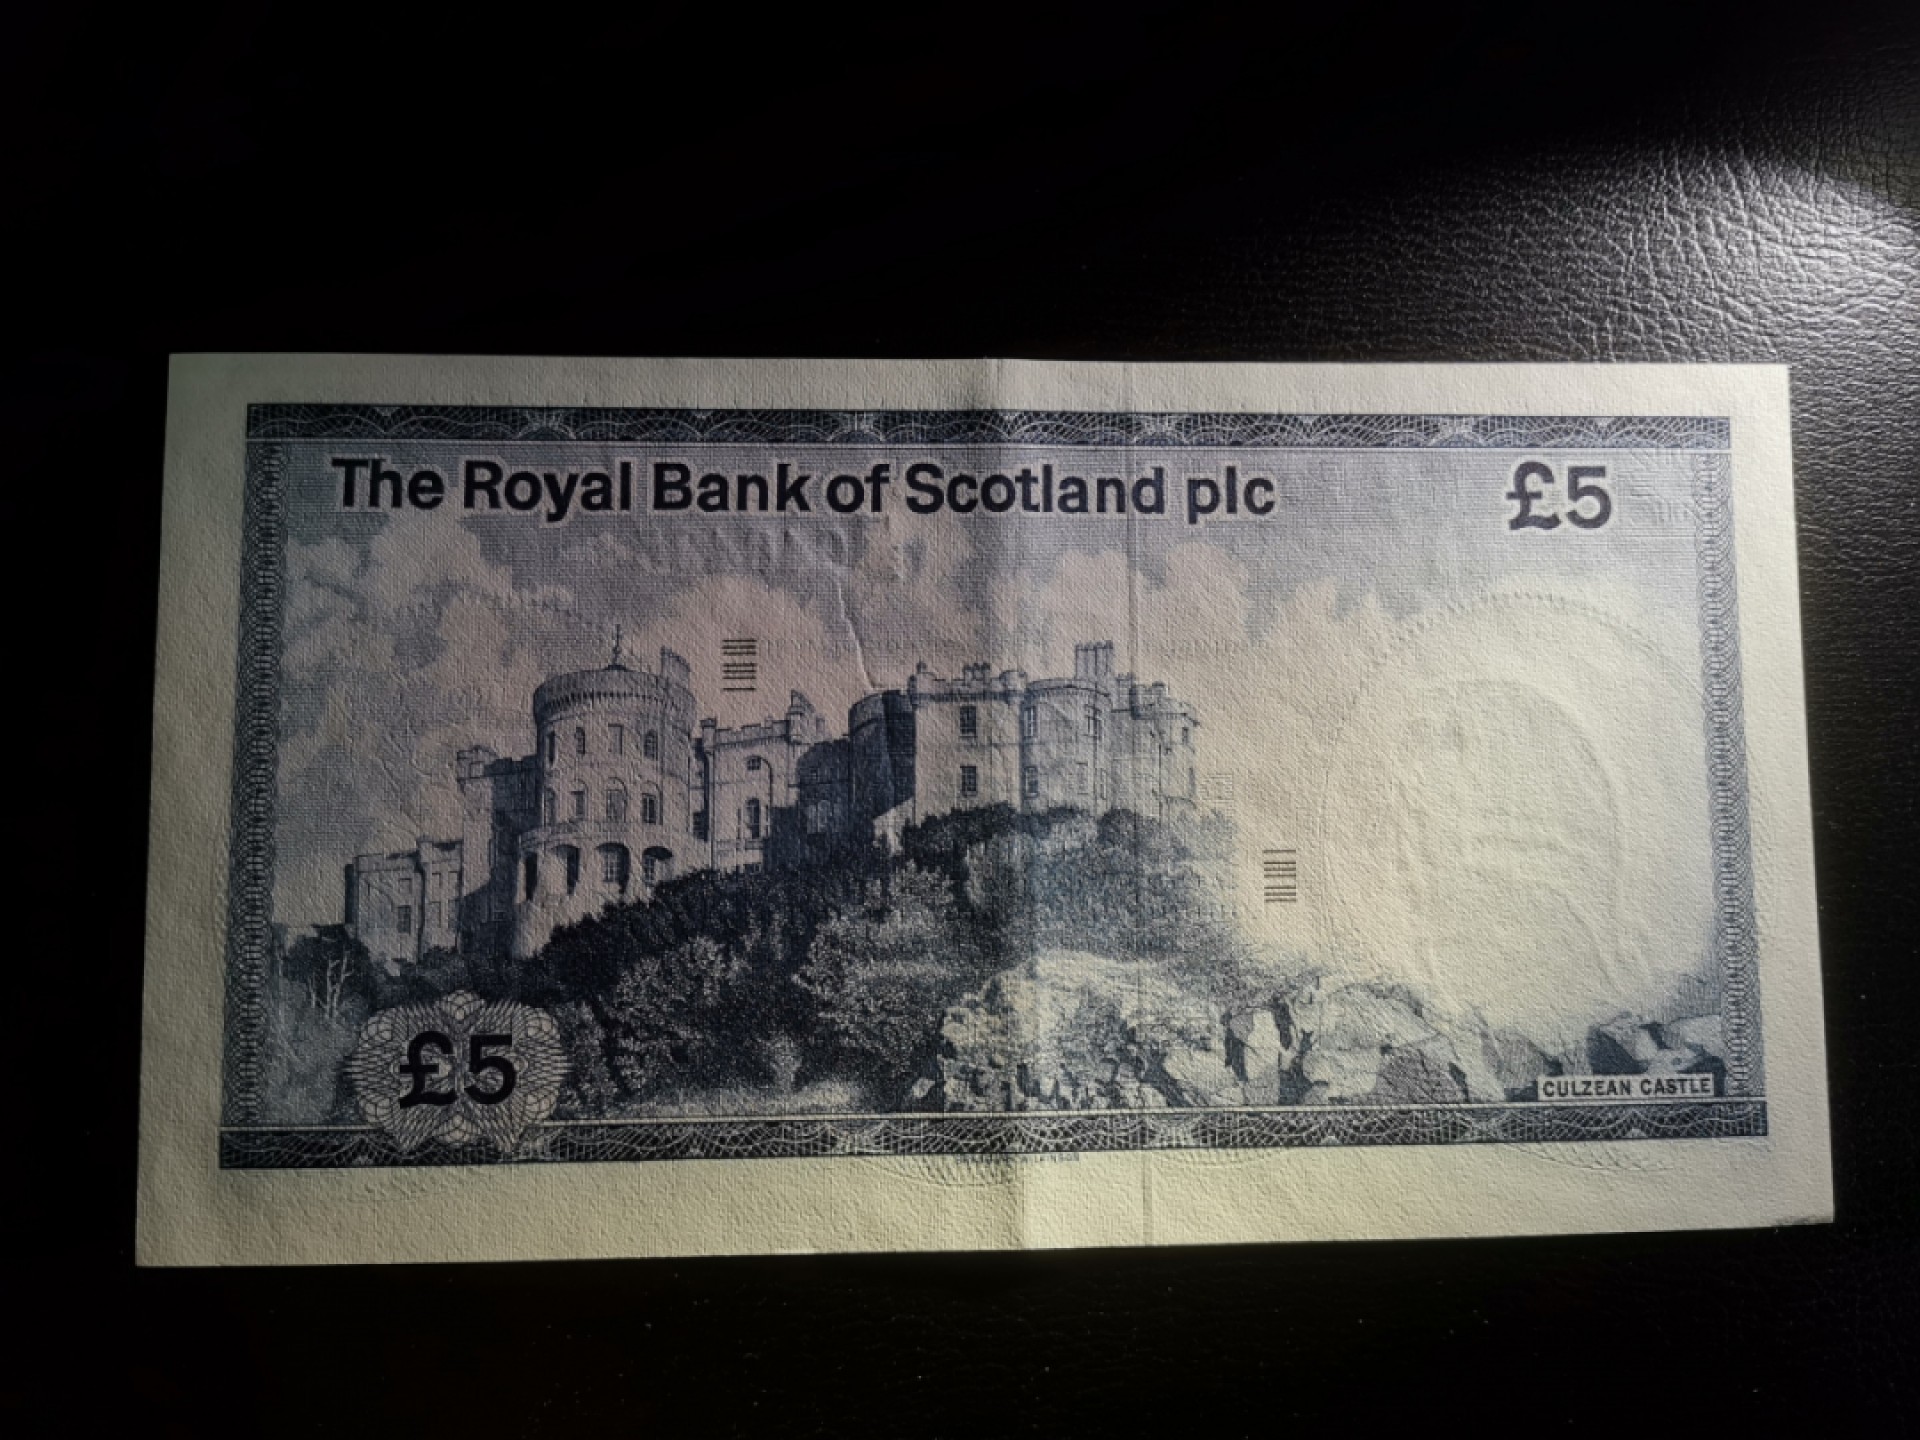 The Royal Bank of Scotland plc £5
£5
CULZEAN CASTLE